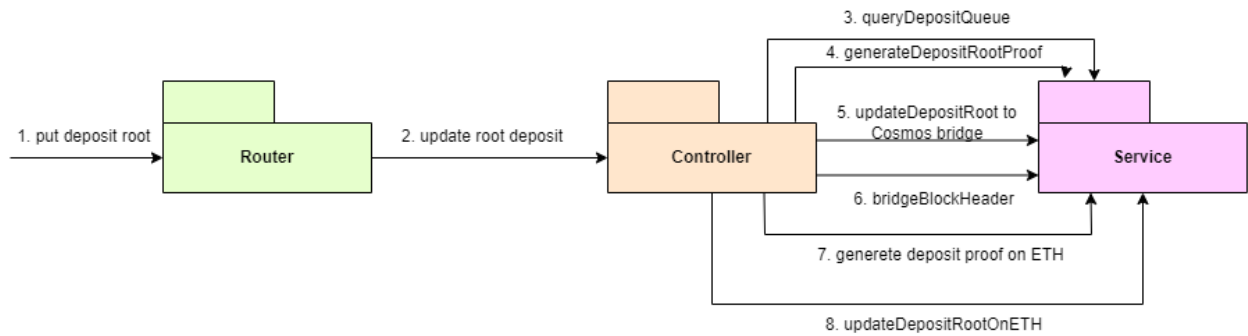 3. queryDepositQueue
4. generateDepositRootProof
1. put deposit root
Router
2. update root deposit
Controller
5. updateDepositRoot to
Cosmos bridge
Service
6. bridgeBlockHeader
7. generete deposit proof on ETH
8. updateDepositRootOnETH